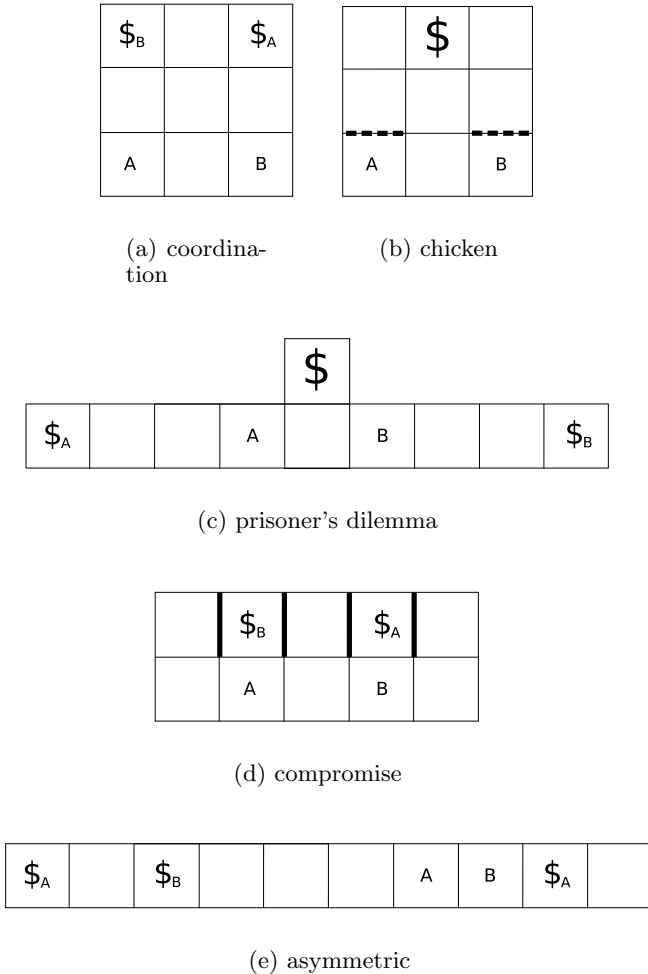 $B $A $
A B A B
(a) coordina- (b) chicken
tion
$
$A A B $B
(c) prisoner's dilemma
$B $A
A B
(d) compromise
$A $B A B $A
(e) asymmetric